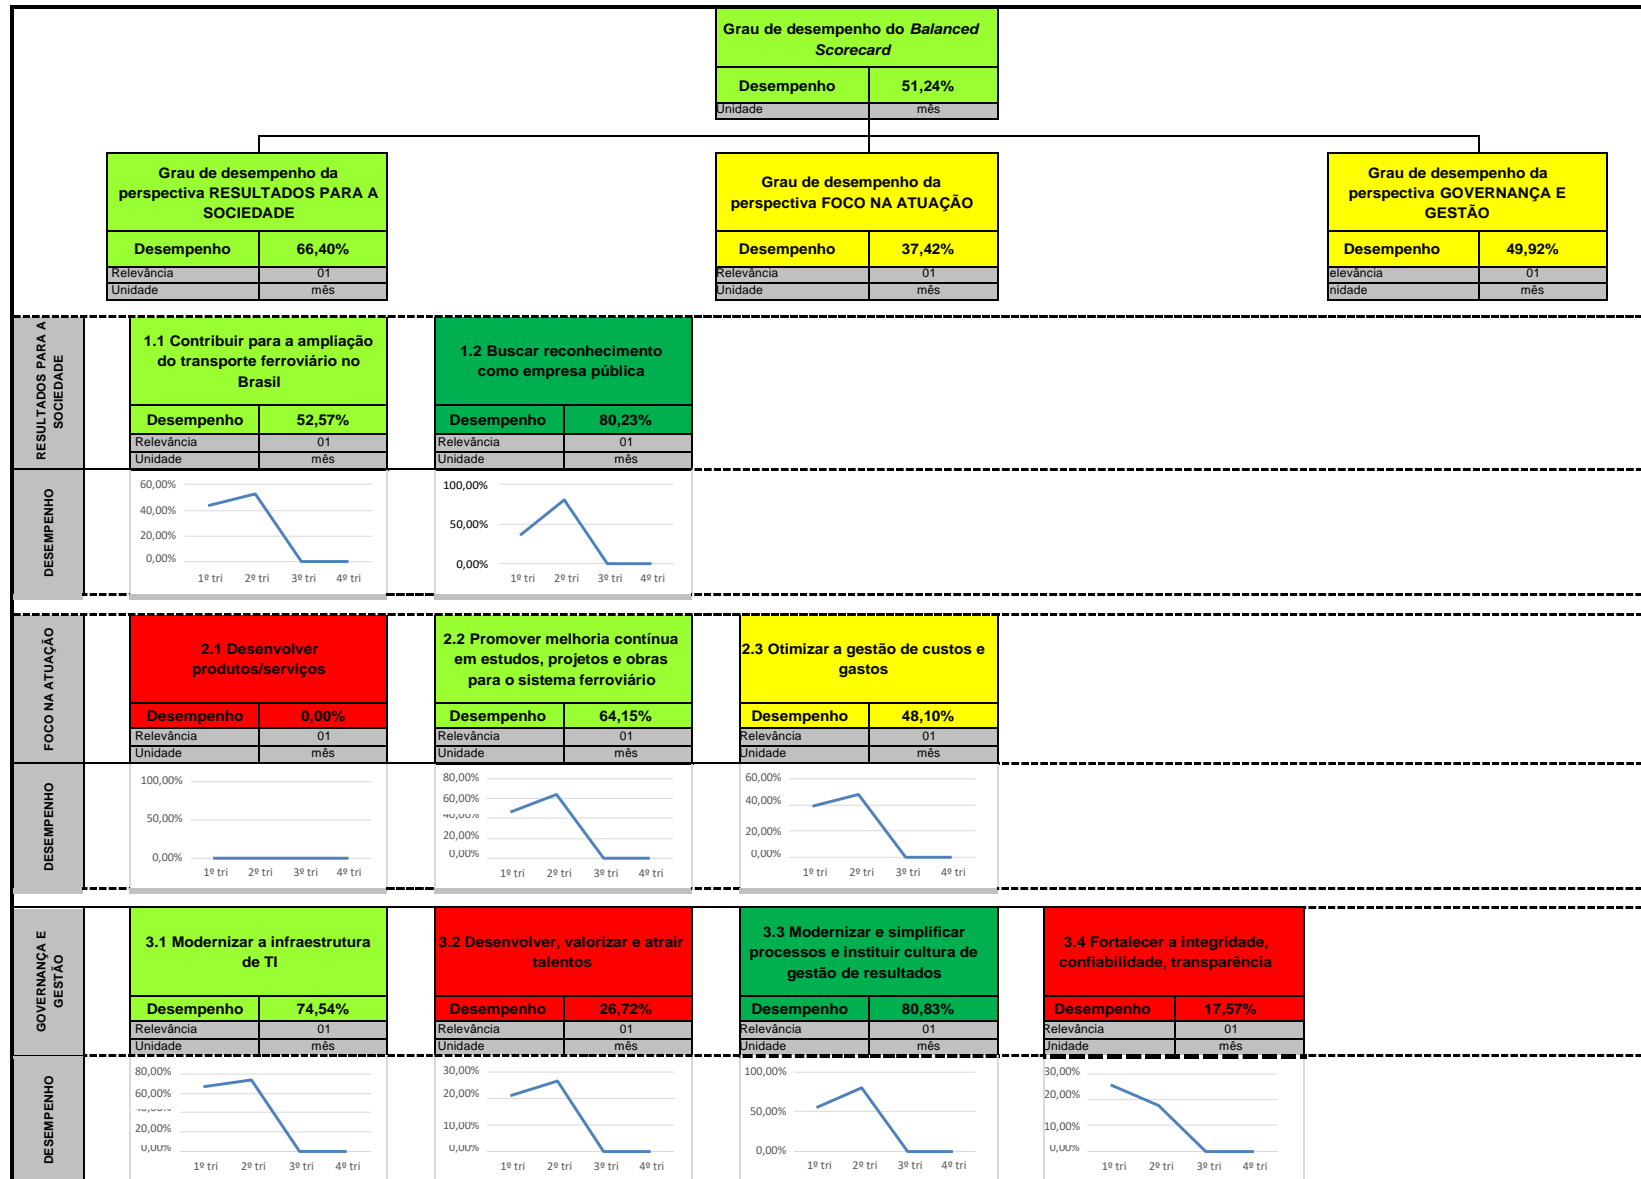 Grau de desempenho do Balanced
Scorecard
Desempenho 51,24%
Unidade mês
Grau de desempenho da
perspectiva RESULTADOS PARA A
SOCIEDADE
Desempenho 66,40%
Relevância 01
Unidade mês
Grau de desempenho da
perspectiva FOCO NA ATUAÇÃO
Desempenho 37,42%
Relevância 01
Unidade mês
Grau de desempenho da
perspectiva GOVERNANÇA E
GESTÃO
Desempenho 49,92%
elevância 01
nidade mês
RESULTADOS PARA A
SOCIEDADE
1.1 Contribuir para a ampliação
do transporte ferroviário no
Brasil
Desempenho 52,57%
Relevância 01
Unidade mês
1.2 Buscar reconhecimento
como empresa pública
Desempenho 80,23%
Relevância 01
Unidade mês
DESEMPENHO
60,00%
40,00%
20,00%
0,00%
1º tri 2º tri 3º tri 4º tri
100,00%
50,00%
0,00%
1º tri 2º tri 3º tri 4º tri
FOCO NA ATUAÇÃO
2.1 Desenvolver
produtos/serviços
Desempenho 0,00%
Relevância 01
Unidade mês
2.2 Promover melhoria contínua
em estudos, projetos e obras
para o sistema ferroviário
Desempenho 64,15%
Relevância 01
Unidade mês
2.3 Otimizar a gestão de custos e
gastos
Desempenho 48,10%
Relevância 01
Unidade mês
DESEMPENHO
100,00%
50,00%
0,00%
1º tri 2º tri 3º tri 4º tri
80,00%
60,00%
40,00%
20,00%
0,00%
1º tri 2º tri 3º tri 4º tri
60,00%
40,00%
20,00%
0,00%
1º tri 2º tri 3º tri 4º tri
GOVERNANÇA E
GESTÃO
3.1 Modernizar a infraestrutura
de TI
Desempenho 74,54%
Relevância 01
Unidade mês
3.2 Desenvolver, valorizar e atrair
talentos
Desempenho 26,72%
Relevância 01
Unidade mês
3.3 Modernizar e simplificar
processos e instituir cultura de
gestão de resultados
Desempenho 80,83%
Relevância 01
Unidade mês
3.4 Fortalecer a integridade,
confiabilidade, transparência
Desempenho 17,57%
Relevância 01
Unidade mês
DESEMPENHO
80,00%
60,00%
20,00%
0,00%
1º tri 2º tri 3º tri 4º tri
30,00%
20,00%
10,00%
0,00%
1º tri 2º tri 3º tri 4º tri
100,00%
50,00%
0,00%
1º tri 2º tri 3º tri 4º tri
30,00%
20,00%
10,00%
0,00%
1º tri 2º tri 3º tri 4º tri